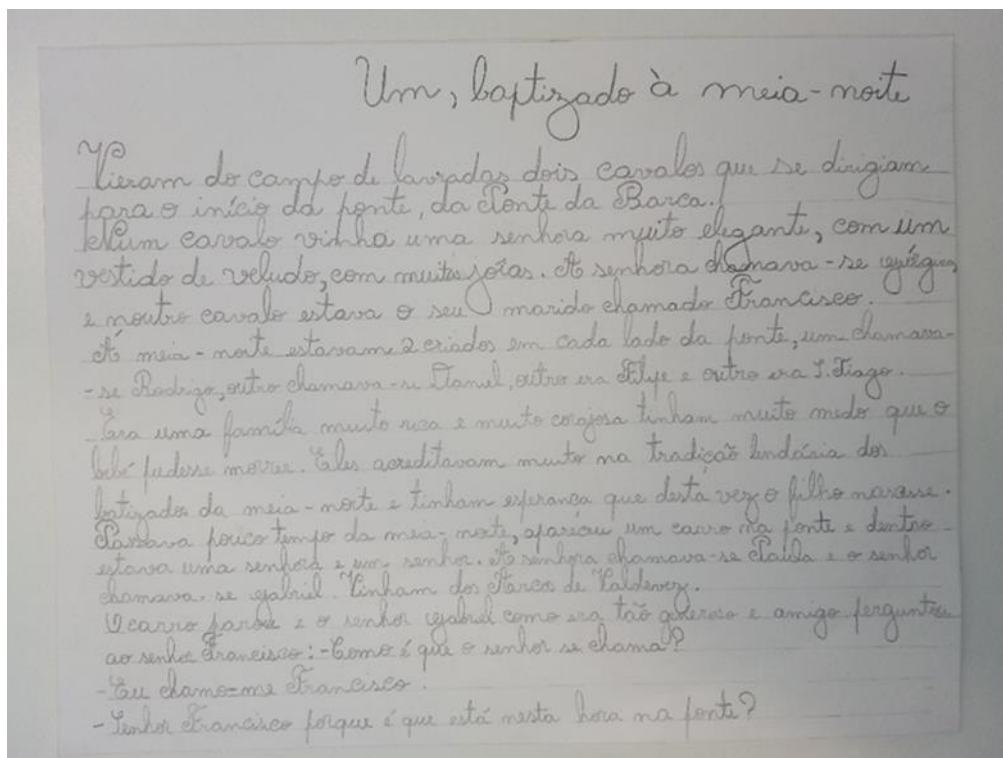 Um, baptizado à meia-noite
Vieram do campo de lavradas dois cavalos que se dirigiam
para o início da ponte, da Ponte da Barca.
Num cavalo vinha uma senhora muito elegante, com um
vestido de veludo, com muitas joias. A senhora chamava-se
e noutro cavalo estava o seu marido chamado Francisco.
Á meia-noite estavam 2 criados em cada lado da ponte, um chamava-
-se Rodrigo, outro chamava-se Daniel, outro era Filipe e outro era S. Tiago.
Era uma família muito rica e muito corajosa tinham muito medo que o
bebé pudesse morrer. Eles acreditavam muito na tradição lendária dos
batizados da meia-noite e tinham esperança que desta vez o filho nascesse.
Passava pouco tempo da meia-noite, apareceu um carro na ponte e dentro
estava uma senhora e um senhor. A senhora chamava-se e o senhor
chamava-se Gabriel. Vinham dos Arcos de Valdevez.
O carro parou e o senhor Gabriel como era tão generoso e amigo perguntou
ao senhor Francisco: - Como é que o senhor se chama?
- Eu chamo-me Francisco.
- Senhor Francisco porque é que está nesta hora na ponte?